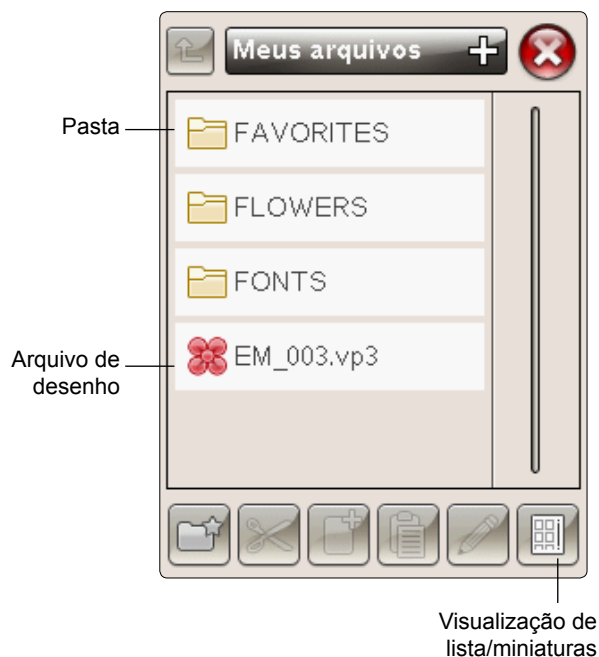 Meus arquivos
Pasta
FAVORITES
FLOWERS
FONTS
Arquivo de
desenho
EM_003.vp3
Visualização de
lista/miniaturas